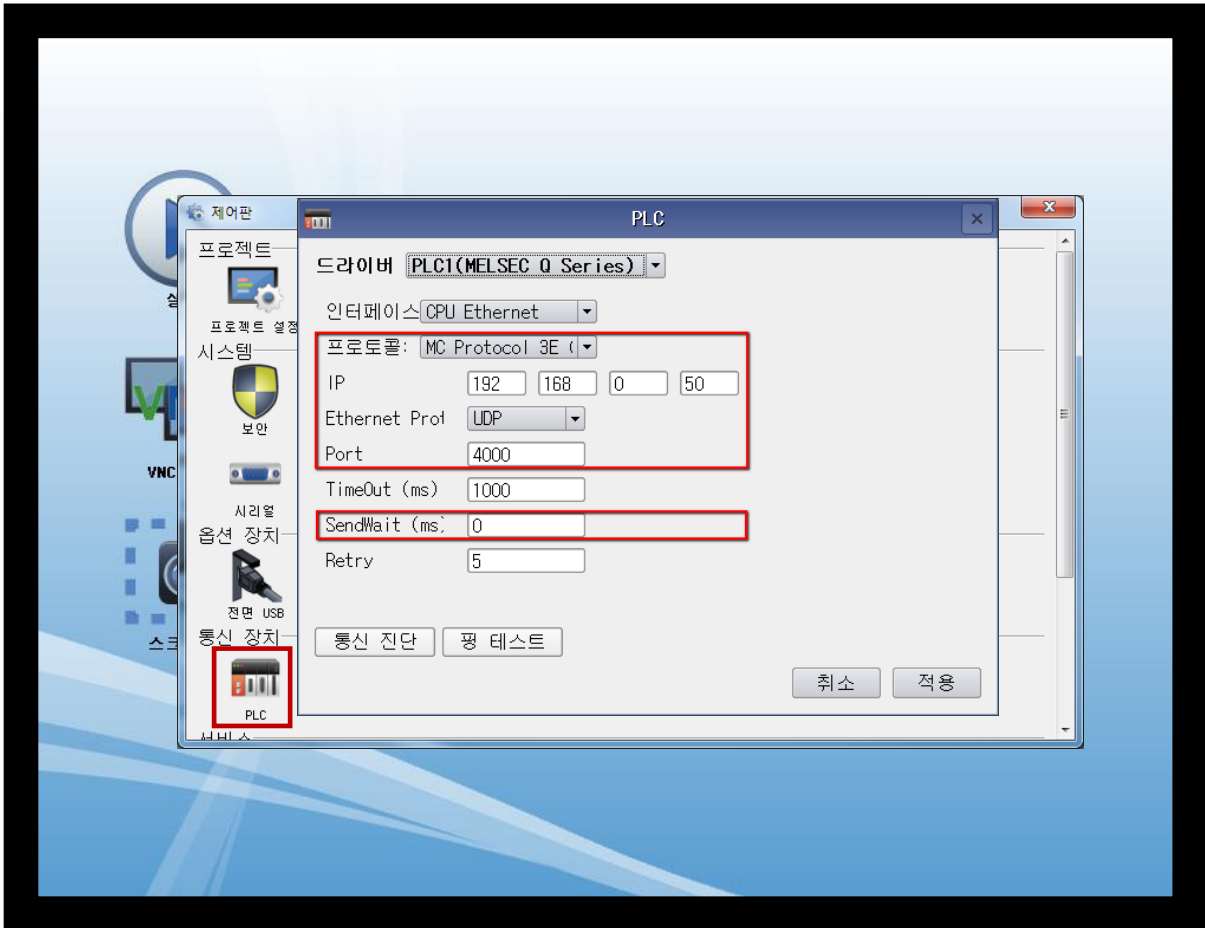 제어판
PLC
X
프로젝트
드라이버 PLC1(MELSEC Q Series)
인터페이스 CPU Ethernet
프로젝트 설정
시스템
프로토콜: MC Protocol 3E (
IP 192 168 0 50
보안
Ethernet Prot UDP
Port 4000
VNC
TimeOut (ms) 1000
시리얼
SendWait (ms) 0
옵션 장치
Retry 5
전면 USB
통신 장치
통신 진단 핑 테스트
취소 적용
PLC
서비스